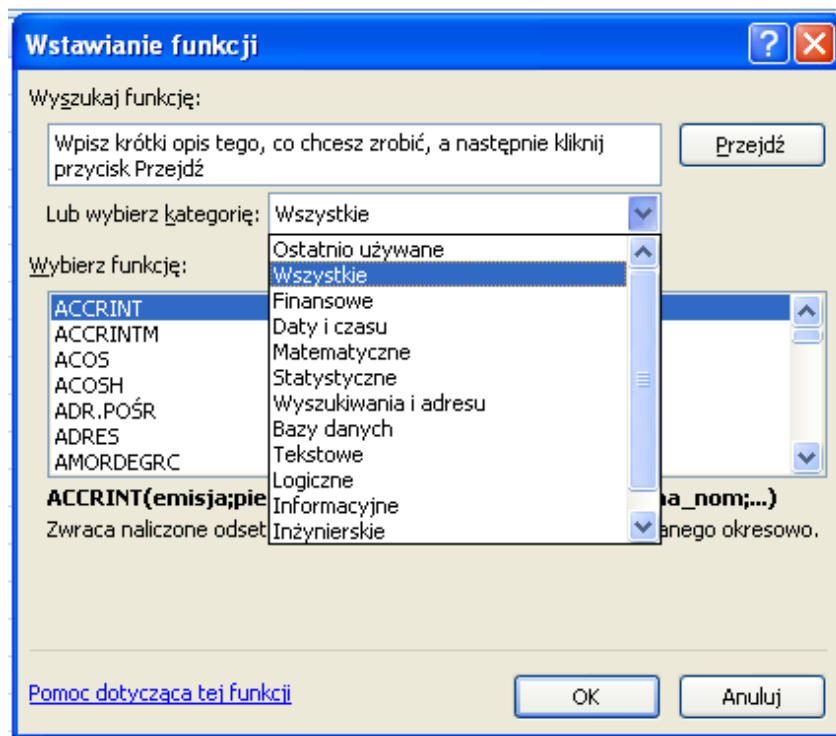 Wstawianie funkcji
Wyszukaj funkcję:
Wpisz krótki opis tego, co chcesz zrobić, a następnie kliknij
przycisk Przejdź
Przejdź
Lub wybierz kategorię: Wszystkie
Ostatnio używane
Wszystkie
Finansowe
Daty i czasu
Matematyczne
Statystyczne
Wyszukiwania i adresu
Bazy danych
Tekstowe
Logiczne
Informacyjne
Inżynierskie
Wybierz funkcję:
ACCRINT
ACCRINTM
ACOS
ACOSH
ADR.POŚR
ADRES
AMORDEGRC
ACCRINT(emisja;pie a_nom;...)
Zwraca naliczone odset anego okresowo.
Pomoc dotycząca tej funkcji
OK
Anuluj